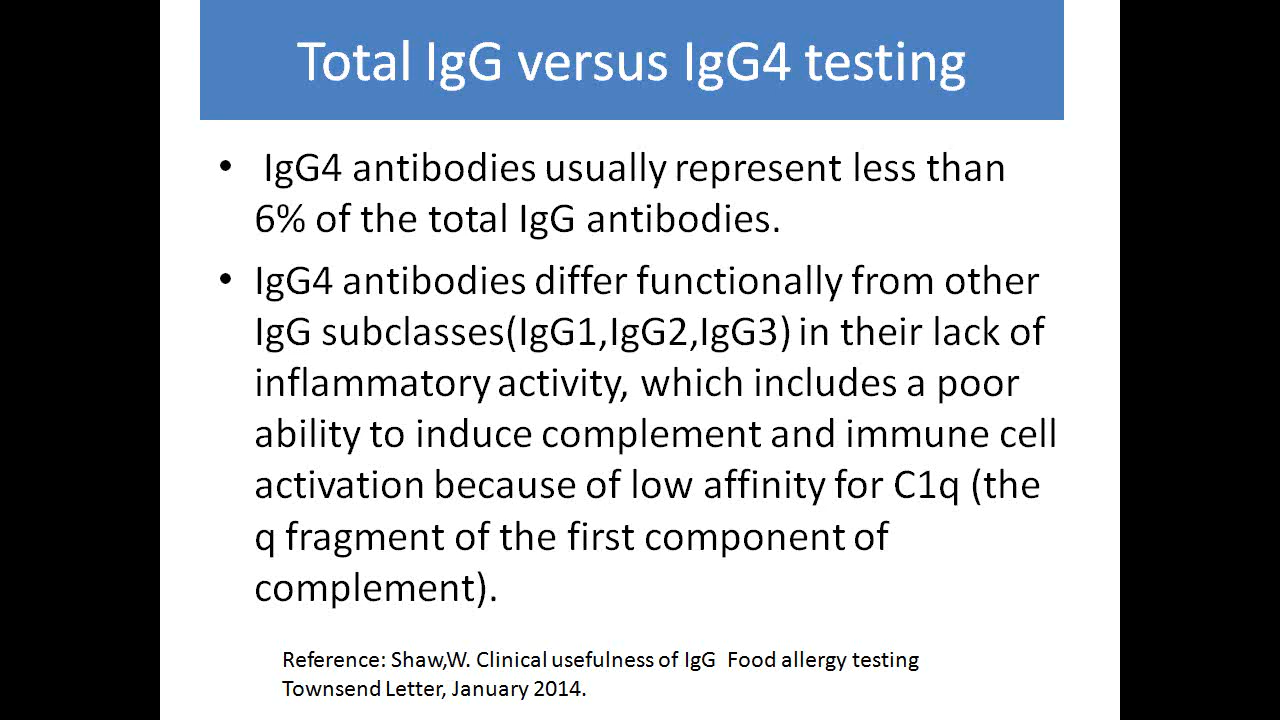 Total IgG versus IgG4 testing
• IgG4 antibodies usually represent less than
6% of the total IgG antibodies.
• IgG4 antibodies differ functionally from other
IgG subclasses(IgG1,IgG2,IgG3) in their lack of
inflammatory activity, which includes a poor
ability to induce complement and immune cell
activation because of low affinity for C1q (the
q fragment of the first component of
complement).
Reference: Shaw,W. Clinical usefulness of IgG Food allergy testing
Townsend Letter, January 2014.